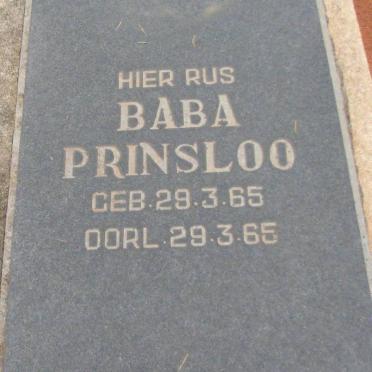 HIER RUS
BABA
PRINSLOO
GEB.29.3.65
OORL.29.3.65